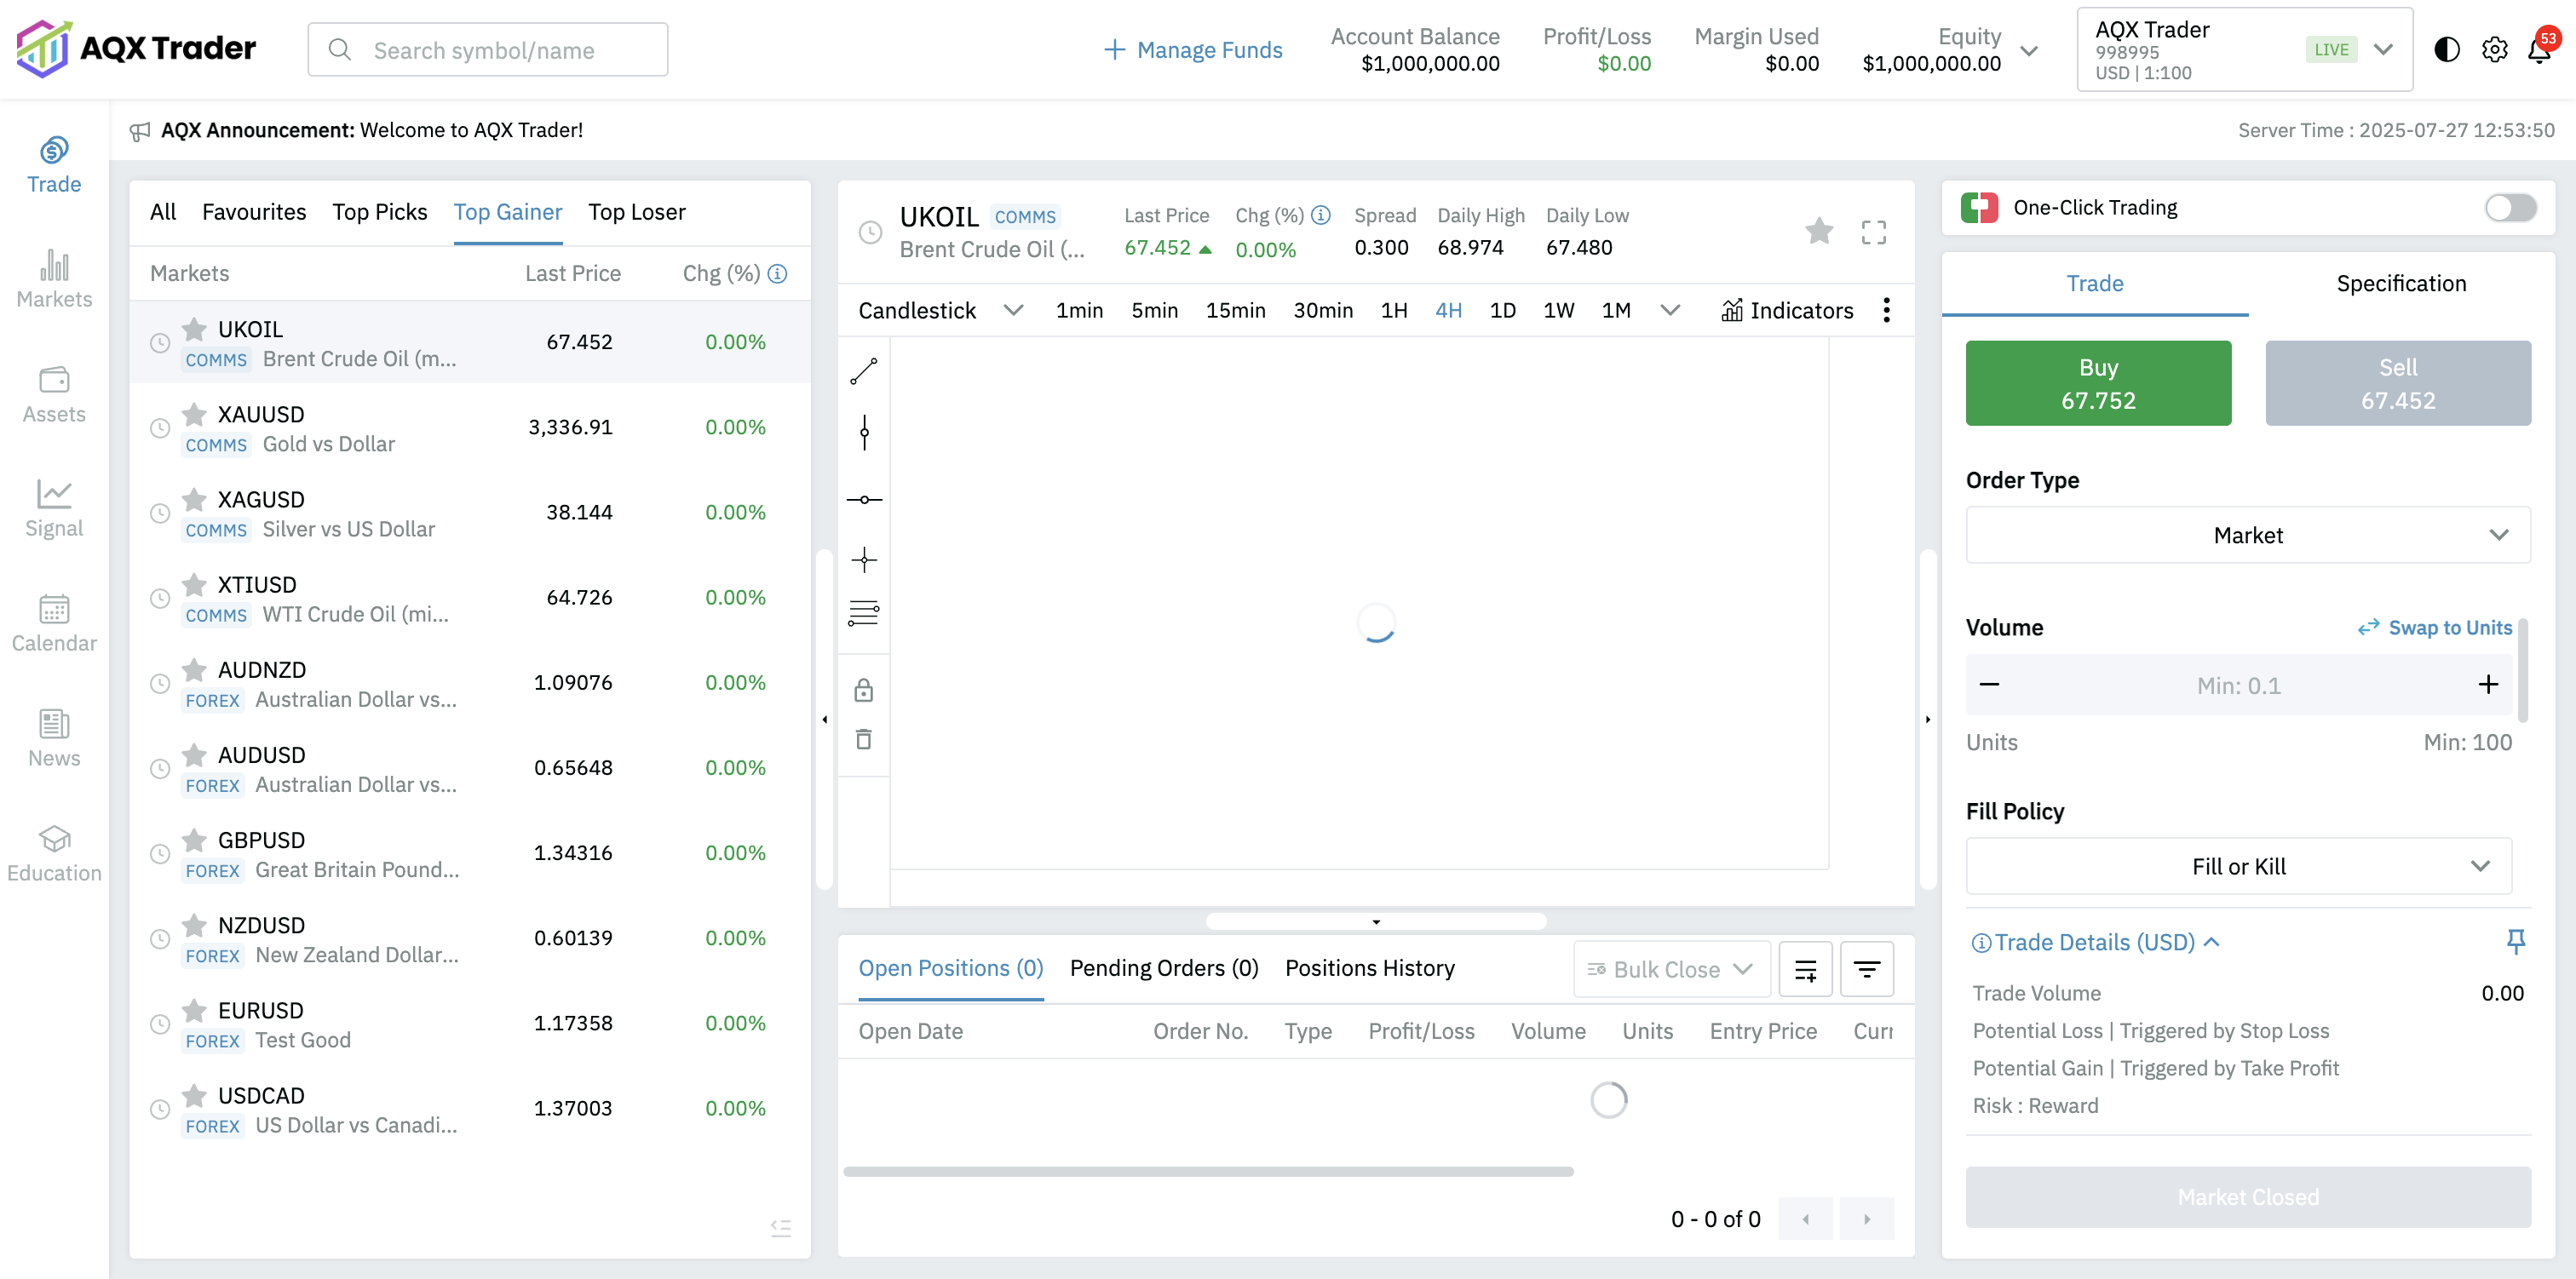 AQX Trader
Search symbol/name
Manage Funds
Account Balance
$1,000,000.00
Profit/Loss
$0.00
Margin Used
$0.00
Equity
$1,000,000.00
AQX Trader
998995
USD | 1:100
LIVE
53
AQX Announcement: Welcome to AQX Trader!
Server Time : 2025-07-27 12:53:50
Trade
Markets
Assets
Signal
Calendar
News
Education
All Favourites Top Picks Top Gainer Top Loser
Markets Last Price Chg (%)
UKOIL
COMMS Brent Crude Oil (m...
67.452 0.00%
XAUUSD
COMMS Gold vs Dollar
3,336.91 0.00%
XAGUSD
COMMS Silver vs US Dollar
38.144 0.00%
XTIUSD
COMMS WTI Crude Oil (mi...
64.726 0.00%
AUDNZD
FOREX Australian Dollar vs...
1.09076 0.00%
AUDUSD
FOREX Australian Dollar vs...
0.65648 0.00%
GBPUSD
FOREX Great Britain Pound...
1.34316 0.00%
NZDUSD
FOREX New Zealand Dollar...
0.60139 0.00%
EURUSD
FOREX Test Good
1.17358 0.00%
USDCAD
FOREX US Dollar vs Canadi...
1.37003 0.00%
UKOIL COMMS
Brent Crude Oil (...
Last Price
67.452
Chg (%)
0.00%
Spread
0.300
Daily High
68.974
Daily Low
67.480
Candlestick 1min 5min 15min 30min 1H 4H 1D 1W 1M Indicators
Open Positions (0) Pending Orders (0) Positions History Bulk Close
Open Date Order No. Type Profit/Loss Volume Units Entry Price Curr
0 - 0 of 0
One-Click Trading
Trade Specification
Buy
67.752
Sell
67.452
Order Type
Market
Volume Swap to Units
Min: 0.1
Units Min: 100
Fill Policy
Fill or Kill
Trade Details (USD)
Trade Volume 0.00
Potential Loss | Triggered by Stop Loss
Potential Gain | Triggered by Take Profit
Risk : Reward
Market Closed